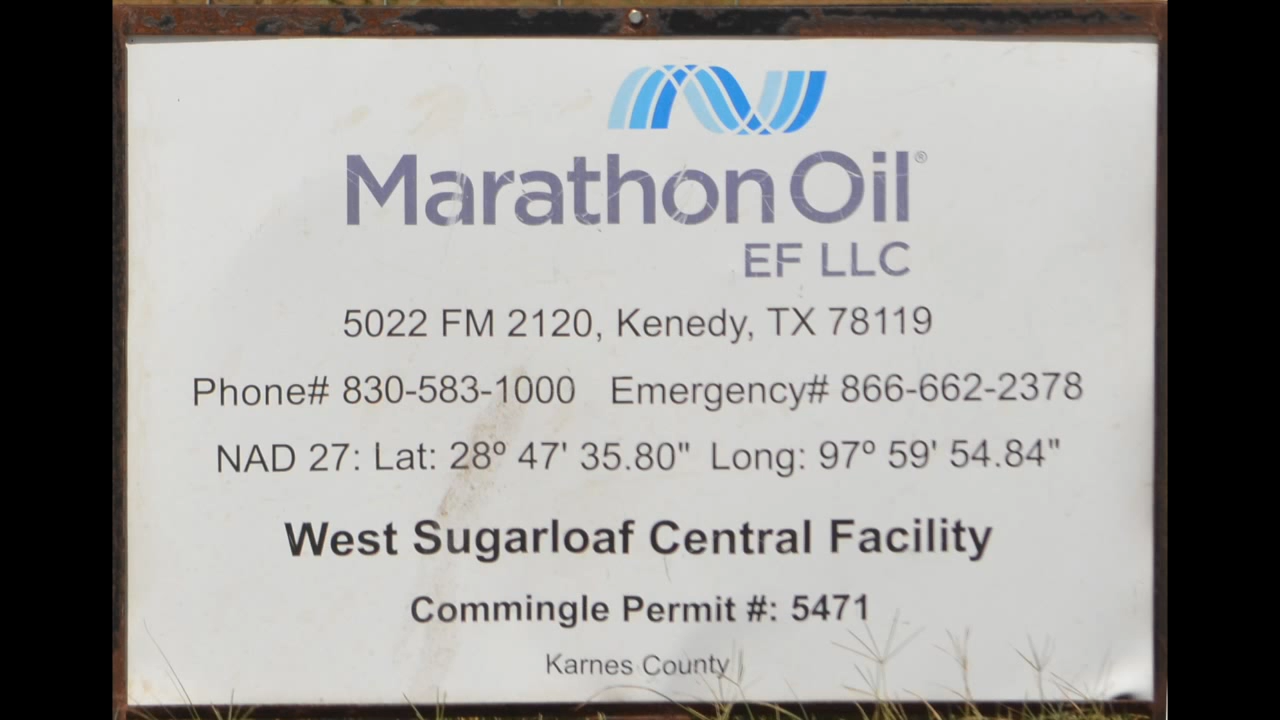 Marathon Oil®
EF LLC
5022 FM 2120, Kenedy, TX 78119
Phone# 830-583-1000 Emergency# 866-662-2378
NAD 27: Lat: 28º 47' 35.80" Long: 97º 59' 54.84"
West Sugarloaf Central Facility
Commingle Permit #: 5471
Karnes County